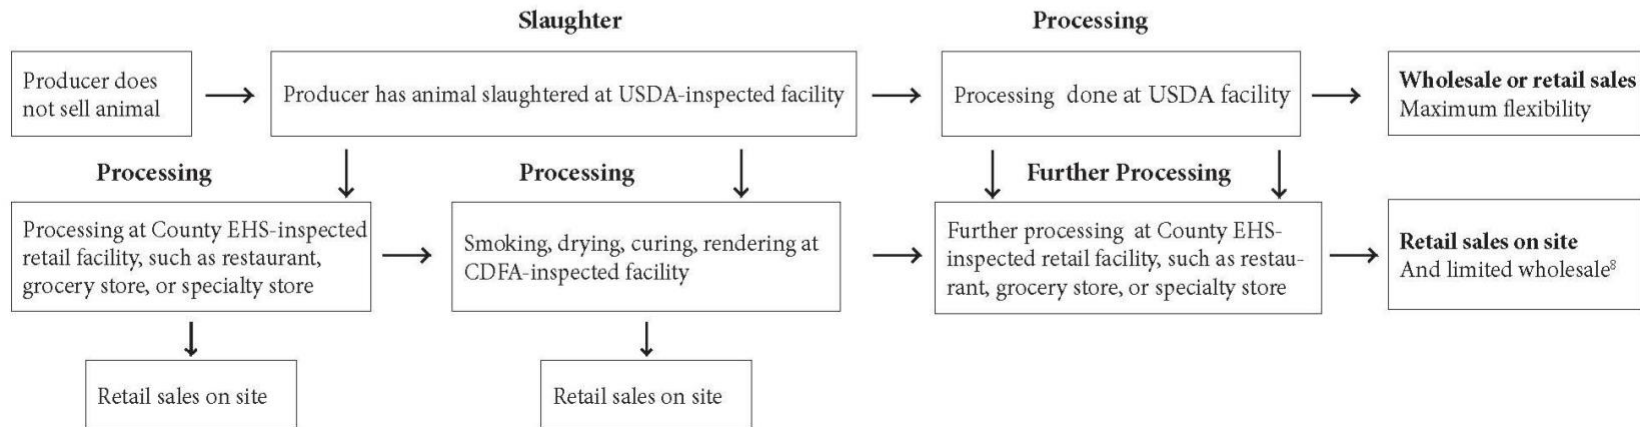 Slaughter
Processing
Producer does
not sell animal
Producer has animal slaughtered at USDA-inspected facility
Processing done at USDA facility
Wholesale or retail sales
Maximum flexibility
Processing
Processing
Further Processing
Processing at County EHS-inspected
retail facility, such as restaurant,
grocery store, or specialty store
Smoking, drying, curing, rendering at
CDFA-inspected facility
Further processing at County EHS-
inspected retail facility, such as restau-
rant, grocery store, or specialty store
Retail sales on site
And limited wholesale⁸
Retail sales on site
Retail sales on site